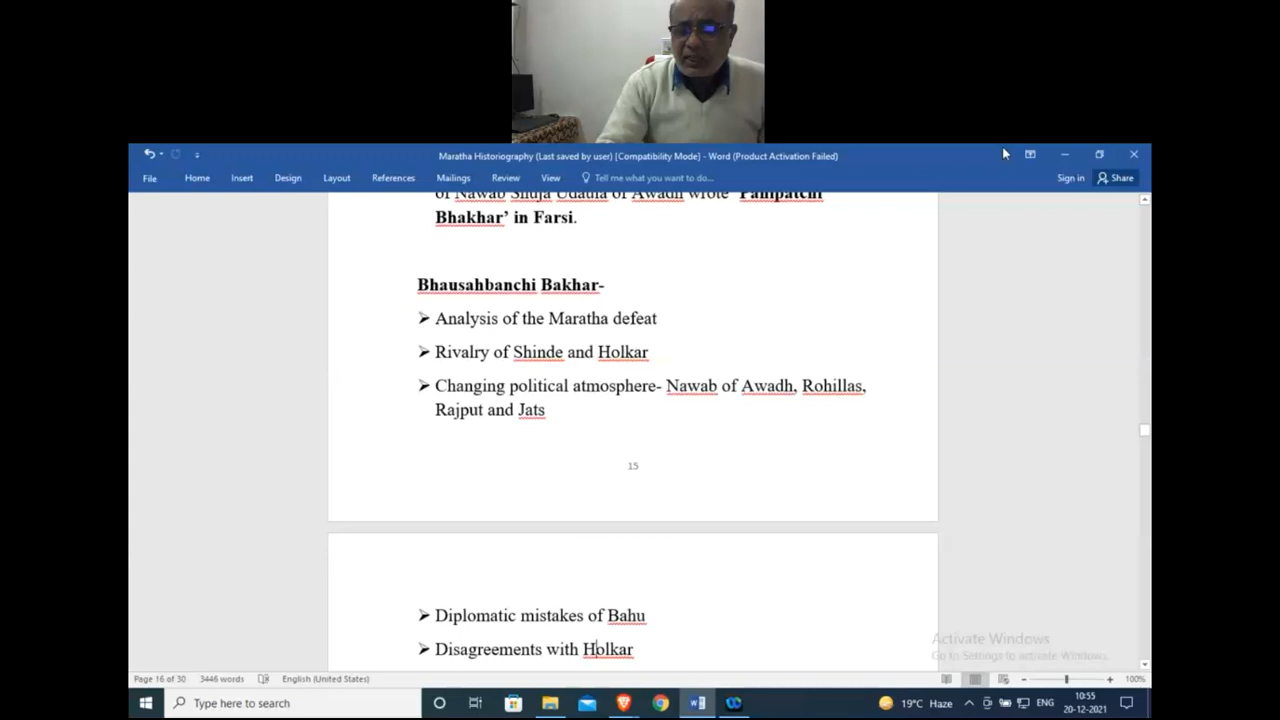 Maratha Historiography (Last saved by user) [Compatibility Mode] - Word (Product Activation Failed)
File Home Insert Design Layout References Mailings Review View Tell me what you want to do... Sign in Share
of Nawab Shuja Udaula of Awadh wrote 'Panipatchi
Bhakhar' in Farsi.
Bhausahbanchi Bakhar-
➢ Analysis of the Maratha defeat
➢ Rivalry of Shinde and Holkar
➢ Changing political atmosphere- Nawab of Awadh, Rohillas,
Rajput and Jats
15
➢ Diplomatic mistakes of Bahu
➢ Disagreements with Holkar
Activate Windows
Go to Settings to activate Windows.
Page 16 of 30 3446 words English (United States) 100%
Type here to search 19°C Haze ENG 10:55
20-12-2021